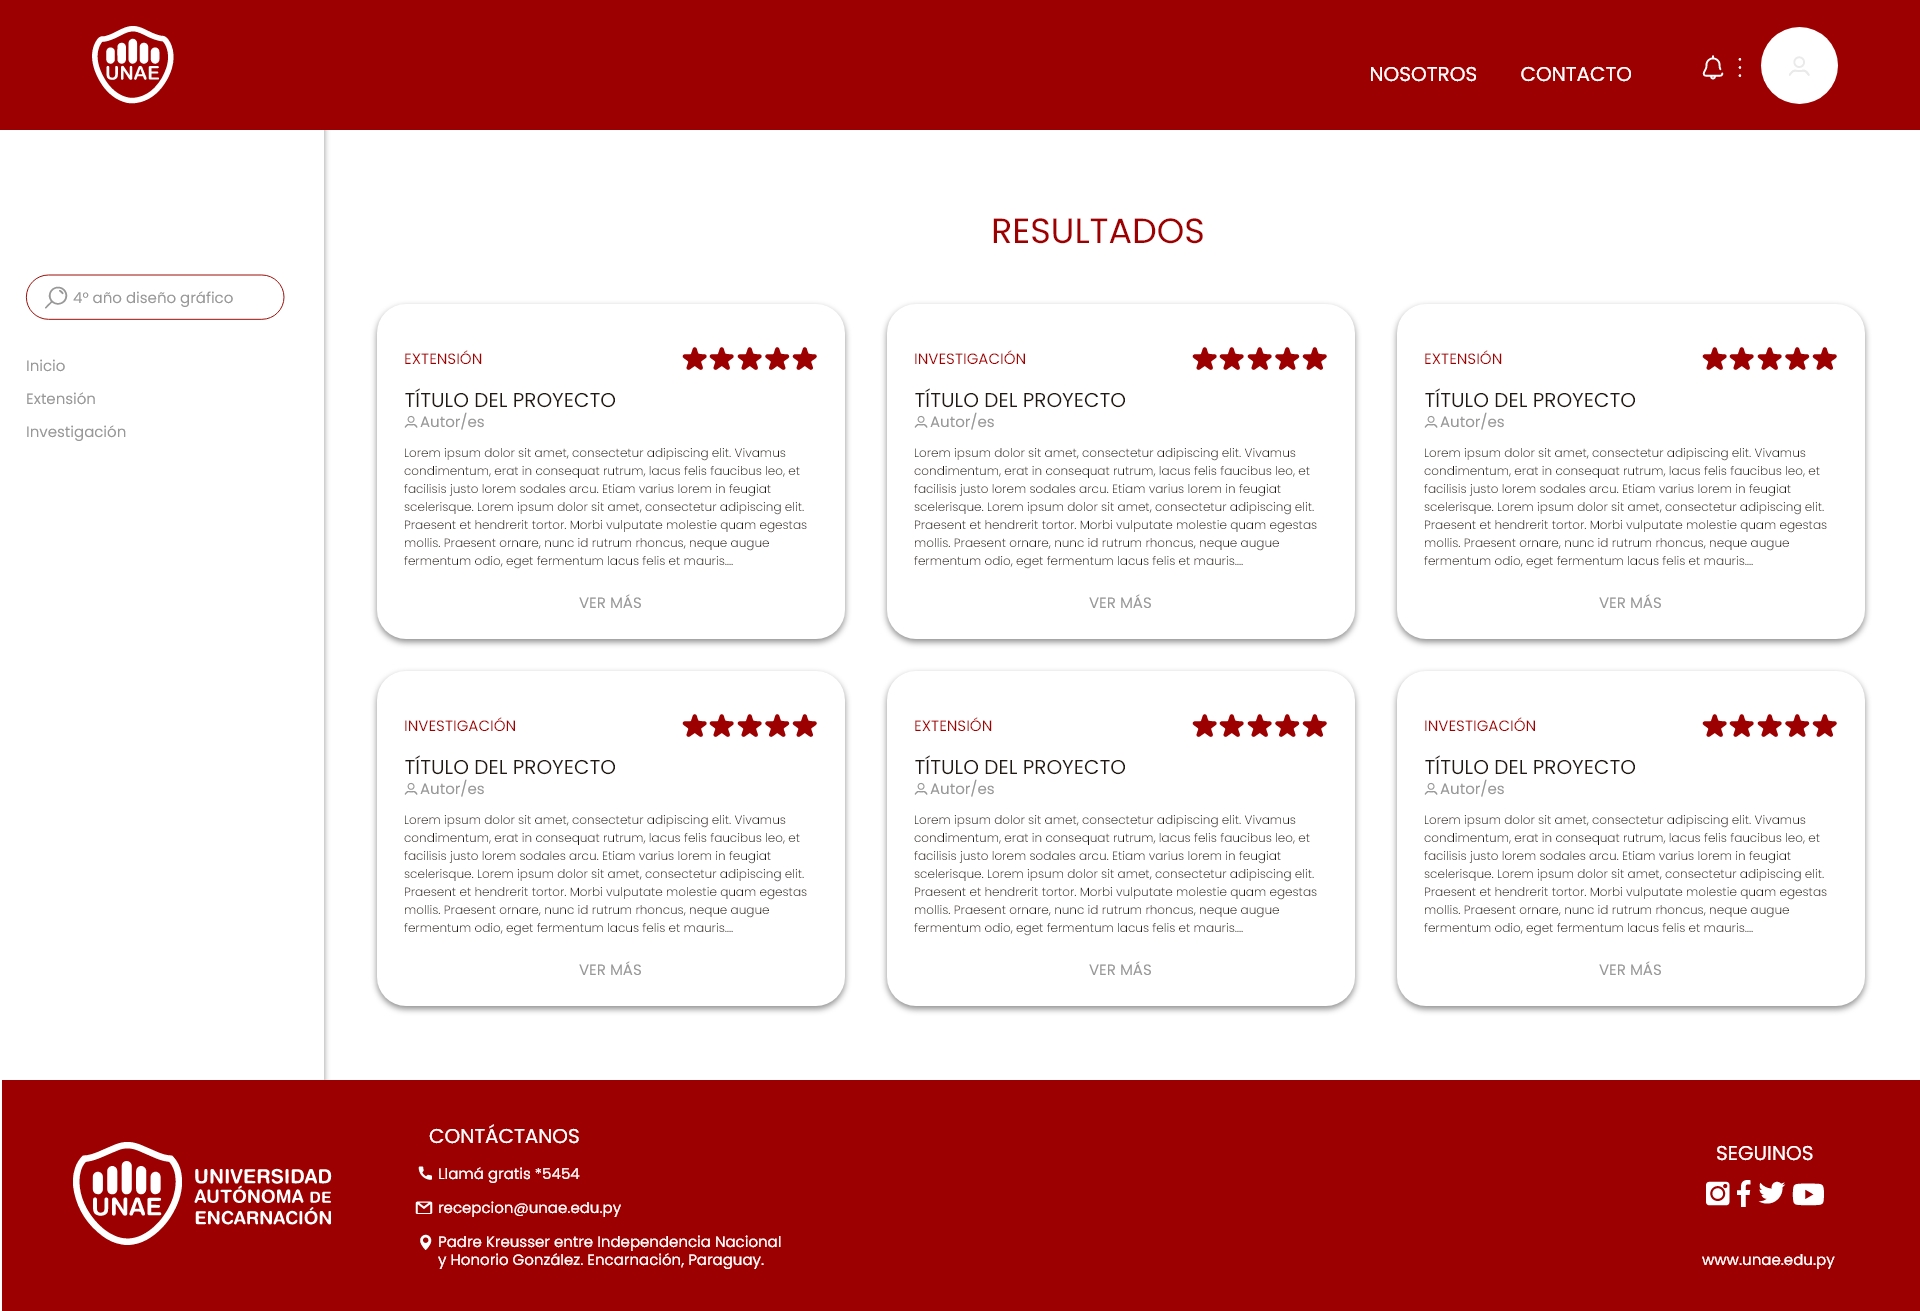 UNAE
NOSOTROS
CONTACTO
RESULTADOS
4º año diseño gráfico
Inicio
Extensión
Investigación
EXTENSIÓN
TÍTULO DEL PROYECTO
Autor/es
Lorem ipsum dolor sit amet, consectetur adipiscing elit. Vivamus
condimentum, erat in consequat rutrum, lacus felis faucibus leo, et
facilisis justo lorem sodales arcu. Etiam varius lorem in feugiat
scelerisque. Lorem ipsum dolor sit amet, consectetur adipiscing elit.
Praesent et hendrerit tortor. Morbi vulputate molestie quam egestas
mollis. Praesent ornare, nunc id rutrum rhoncus, neque augue
fermentum odio, eget fermentum lacus felis et mauris....
VER MÁS
INVESTIGACIÓN
TÍTULO DEL PROYECTO
Autor/es
Lorem ipsum dolor sit amet, consectetur adipiscing elit. Vivamus
condimentum, erat in consequat rutrum, lacus felis faucibus leo, et
facilisis justo lorem sodales arcu. Etiam varius lorem in feugiat
scelerisque. Lorem ipsum dolor sit amet, consectetur adipiscing elit.
Praesent et hendrerit tortor. Morbi vulputate molestie quam egestas
mollis. Praesent ornare, nunc id rutrum rhoncus, neque augue
fermentum odio, eget fermentum lacus felis et mauris....
VER MÁS
EXTENSIÓN
TÍTULO DEL PROYECTO
Autor/es
Lorem ipsum dolor sit amet, consectetur adipiscing elit. Vivamus
condimentum, erat in consequat rutrum, lacus felis faucibus leo, et
facilisis justo lorem sodales arcu. Etiam varius lorem in feugiat
scelerisque. Lorem ipsum dolor sit amet, consectetur adipiscing elit.
Praesent et hendrerit tortor. Morbi vulputate molestie quam egestas
mollis. Praesent ornare, nunc id rutrum rhoncus, neque augue
fermentum odio, eget fermentum lacus felis et mauris....
VER MÁS
INVESTIGACIÓN
TÍTULO DEL PROYECTO
Autor/es
Lorem ipsum dolor sit amet, consectetur adipiscing elit. Vivamus
condimentum, erat in consequat rutrum, lacus felis faucibus leo, et
facilisis justo lorem sodales arcu. Etiam varius lorem in feugiat
scelerisque. Lorem ipsum dolor sit amet, consectetur adipiscing elit.
Praesent et hendrerit tortor. Morbi vulputate molestie quam egestas
mollis. Praesent ornare, nunc id rutrum rhoncus, neque augue
fermentum odio, eget fermentum lacus felis et mauris....
VER MÁS
EXTENSIÓN
TÍTULO DEL PROYECTO
Autor/es
Lorem ipsum dolor sit amet, consectetur adipiscing elit. Vivamus
condimentum, erat in consequat rutrum, lacus felis faucibus leo, et
facilisis justo lorem sodales arcu. Etiam varius lorem in feugiat
scelerisque. Lorem ipsum dolor sit amet, consectetur adipiscing elit.
Praesent et hendrerit tortor. Morbi vulputate molestie quam egestas
mollis. Praesent ornare, nunc id rutrum rhoncus, neque augue
fermentum odio, eget fermentum lacus felis et mauris....
VER MÁS
INVESTIGACIÓN
TÍTULO DEL PROYECTO
Autor/es
Lorem ipsum dolor sit amet, consectetur adipiscing elit. Vivamus
condimentum, erat in consequat rutrum, lacus felis faucibus leo, et
facilisis justo lorem sodales arcu. Etiam varius lorem in feugiat
scelerisque. Lorem ipsum dolor sit amet, consectetur adipiscing elit.
Praesent et hendrerit tortor. Morbi vulputate molestie quam egestas
mollis. Praesent ornare, nunc id rutrum rhoncus, neque augue
fermentum odio, eget fermentum lacus felis et mauris....
VER MÁS
UNAE
UNIVERSIDAD
AUTÓNOMA DE
ENCARNACIÓN
CONTÁCTANOS
Llamá gratis *5454
recepcion@unae.edu.py
Padre Kreusser entre Independencia Nacional
y Honorio González. Encarnación, Paraguay.
SEGUINOS
www.unae.edu.py